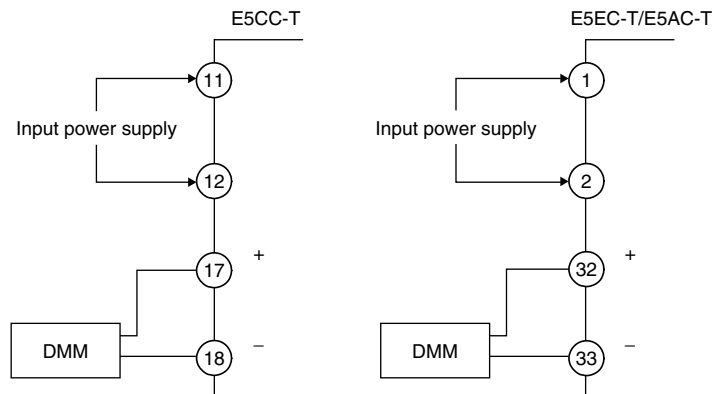 E5CC-T
11
Input power supply
12
17
+
DMM
18
−
E5EC-T/E5AC-T
1
Input power supply
2
32
+
DMM
33
−